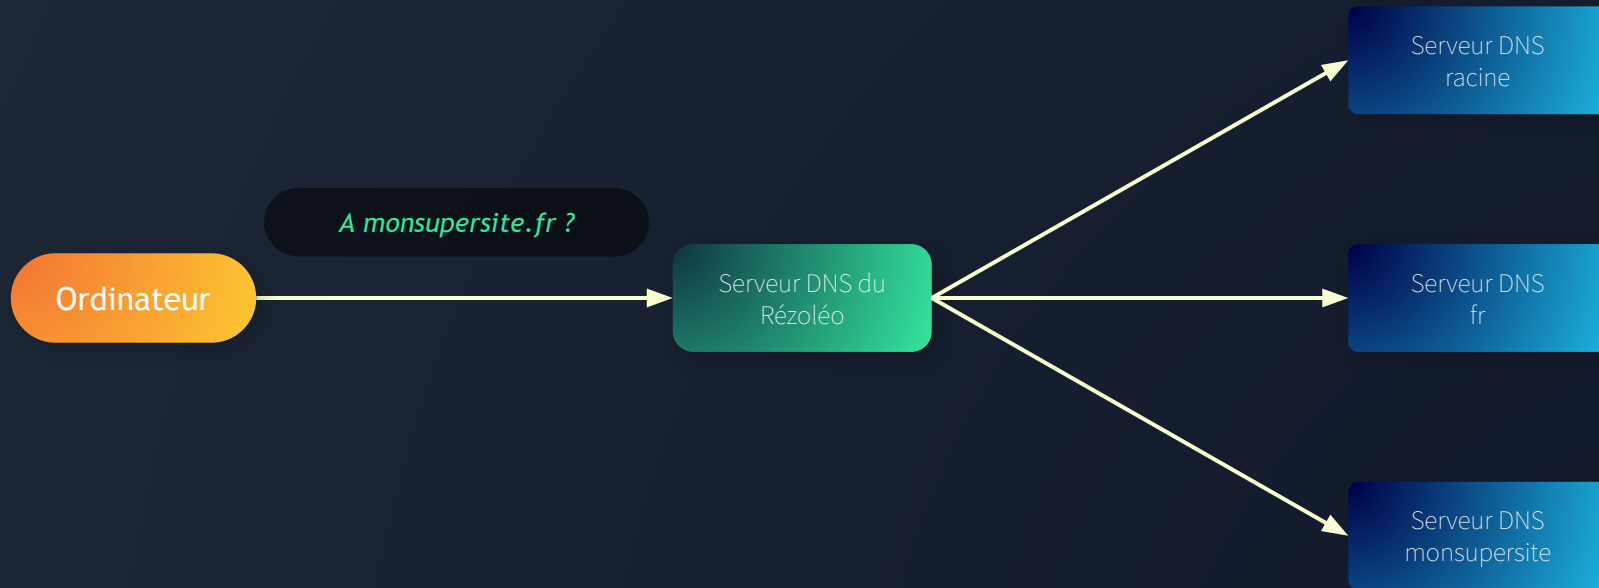 Serveur DNS
racine
A monsupersite.fr ?
Ordinateur
Serveur DNS du
Rézoléo
Serveur DNS
fr
Serveur DNS
monsupersite